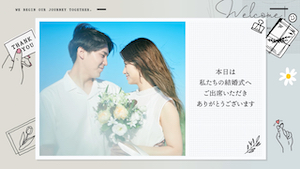 WE BEGIN OUR JOURNEY TOGETHER.
Welcome
THANK
YOU
本日は
私たちの結婚式へ
ご出席いただき
ありがとうございます